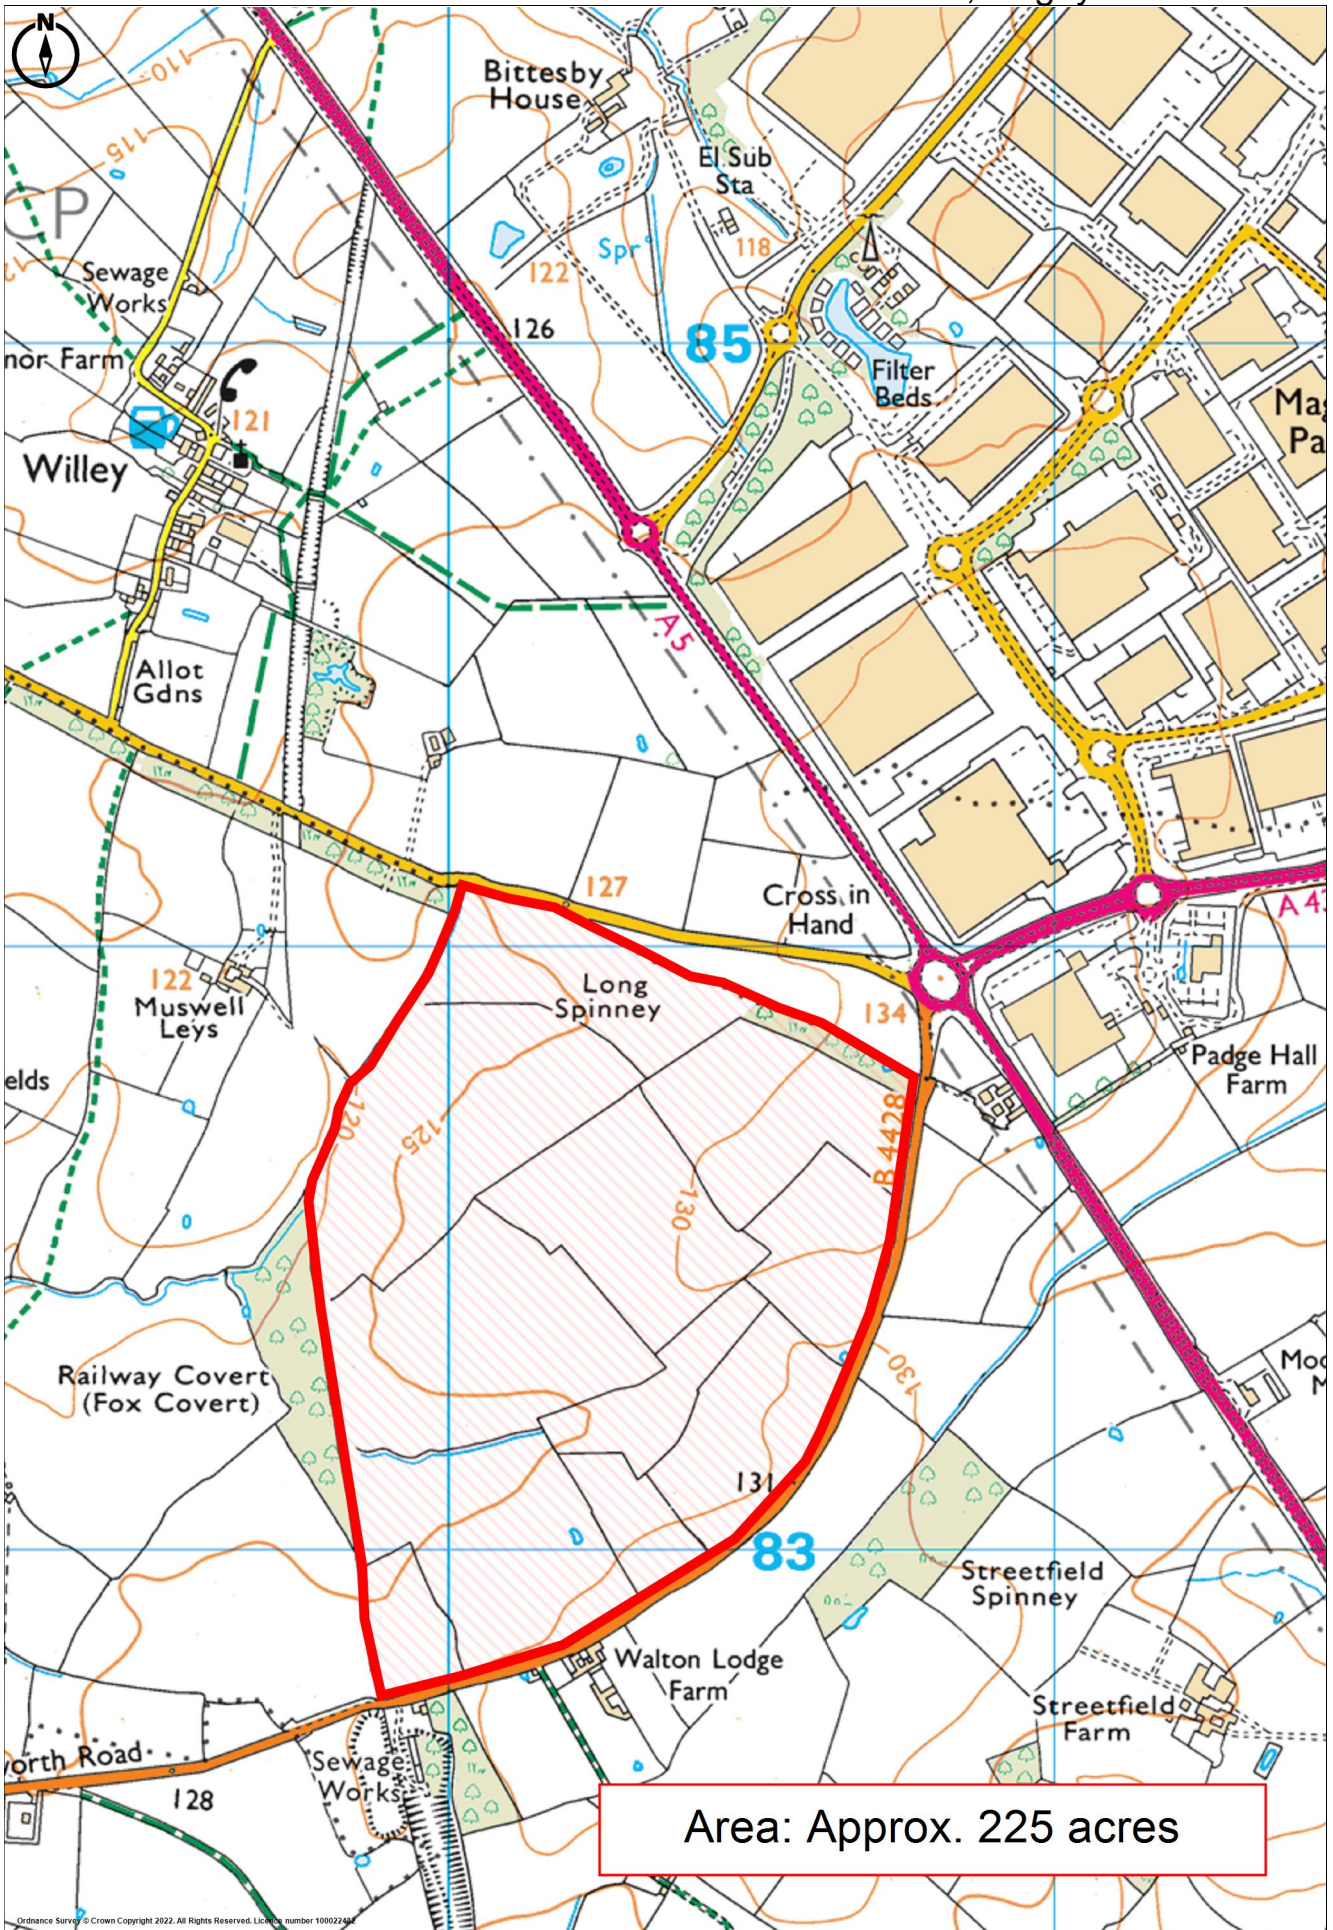 N
110
Bittesby
House
115
El Sub
Sta
CP
Spr
118
122
Sewage
Works
126
85
nor Farm
121
Filter
Beds
Willey
A5
Allot
Gdns
127
Cross in
Hand
122
Muswell
Leys
Long
Spinney
134
Padge Hall
Farm
elds
120
125
B 4428
130
130
Railway Covert
(Fox Covert)
131
83
Streetfield
Spinney
Walton Lodge
Farm
Streetfield
Farm
orth Road
128
Sewage
Works
Area: Approx. 225 acres
Ordnance Survey © Crown Copyright 2022. All Rights Reserved. Licence number 100022432